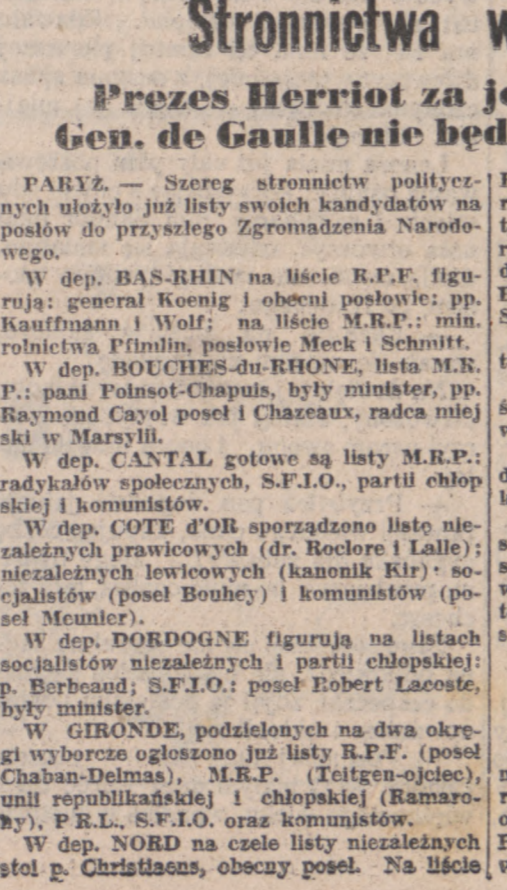 Stronnictwa w
Prezes Herriot za je
Gen. de Gaulle nie będ
PARYŻ. — Szereg stronnictw politycz-
nych ułożyło już listy swoich kandydatów na
posłów do przyszłego Zgromadzenia Narodo-
wego.
W dep. BAS-RHIN na liście R.P.F. figu-
rują: generał Koenig i obecni posłowie: pp.
Kauffmann i Wolf; na liście M.R.P.: min.
rolnictwa Pfimlin, posłowie Meck i Schmitt.
W dep. BOUCHES-du-RHONE, lista M.R.
P.: pani Poinsot-Chapuis, były minister, pp.
Raymond Cayol poseł i Chazeaux, radca miej
ski w Marsylii.
W dep. CANTAL gotowe są listy M.R.P.:
radykałów społecznych, S.F.I.O., partii chłop
skiej i komunistów.
W dep. COTE d'OR sporządzono listę nie-
zależnych prawicowych (dr. Roclore i Lalle);
niezależnych lewicowych (kanonik Kir); so-
cjalistów (poseł Bouhey) i komunistów (po-
seł Meunier).
W dep. DORDOGNE figurują na listach
socjalistów niezależnych i partii chłopskiej:
p. Berbeaud; S.F.I.O.: poseł Robert Lacoste,
były minister.
W GIRONDE, podzielonych na dwa okrę-
gi wyborcze ogłoszono już listy R.P.F. (poseł
Chaban-Delmas), M.R.P. (Teitgen-ojciec),
unii republikańskiej i chłopskiej (Ramaro-
ny), P.R.L., S.F.I.O. oraz komunistów.
W dep. NORD na czele listy niezależnych
stoi p. Christiaens, obecny poseł. Na liście